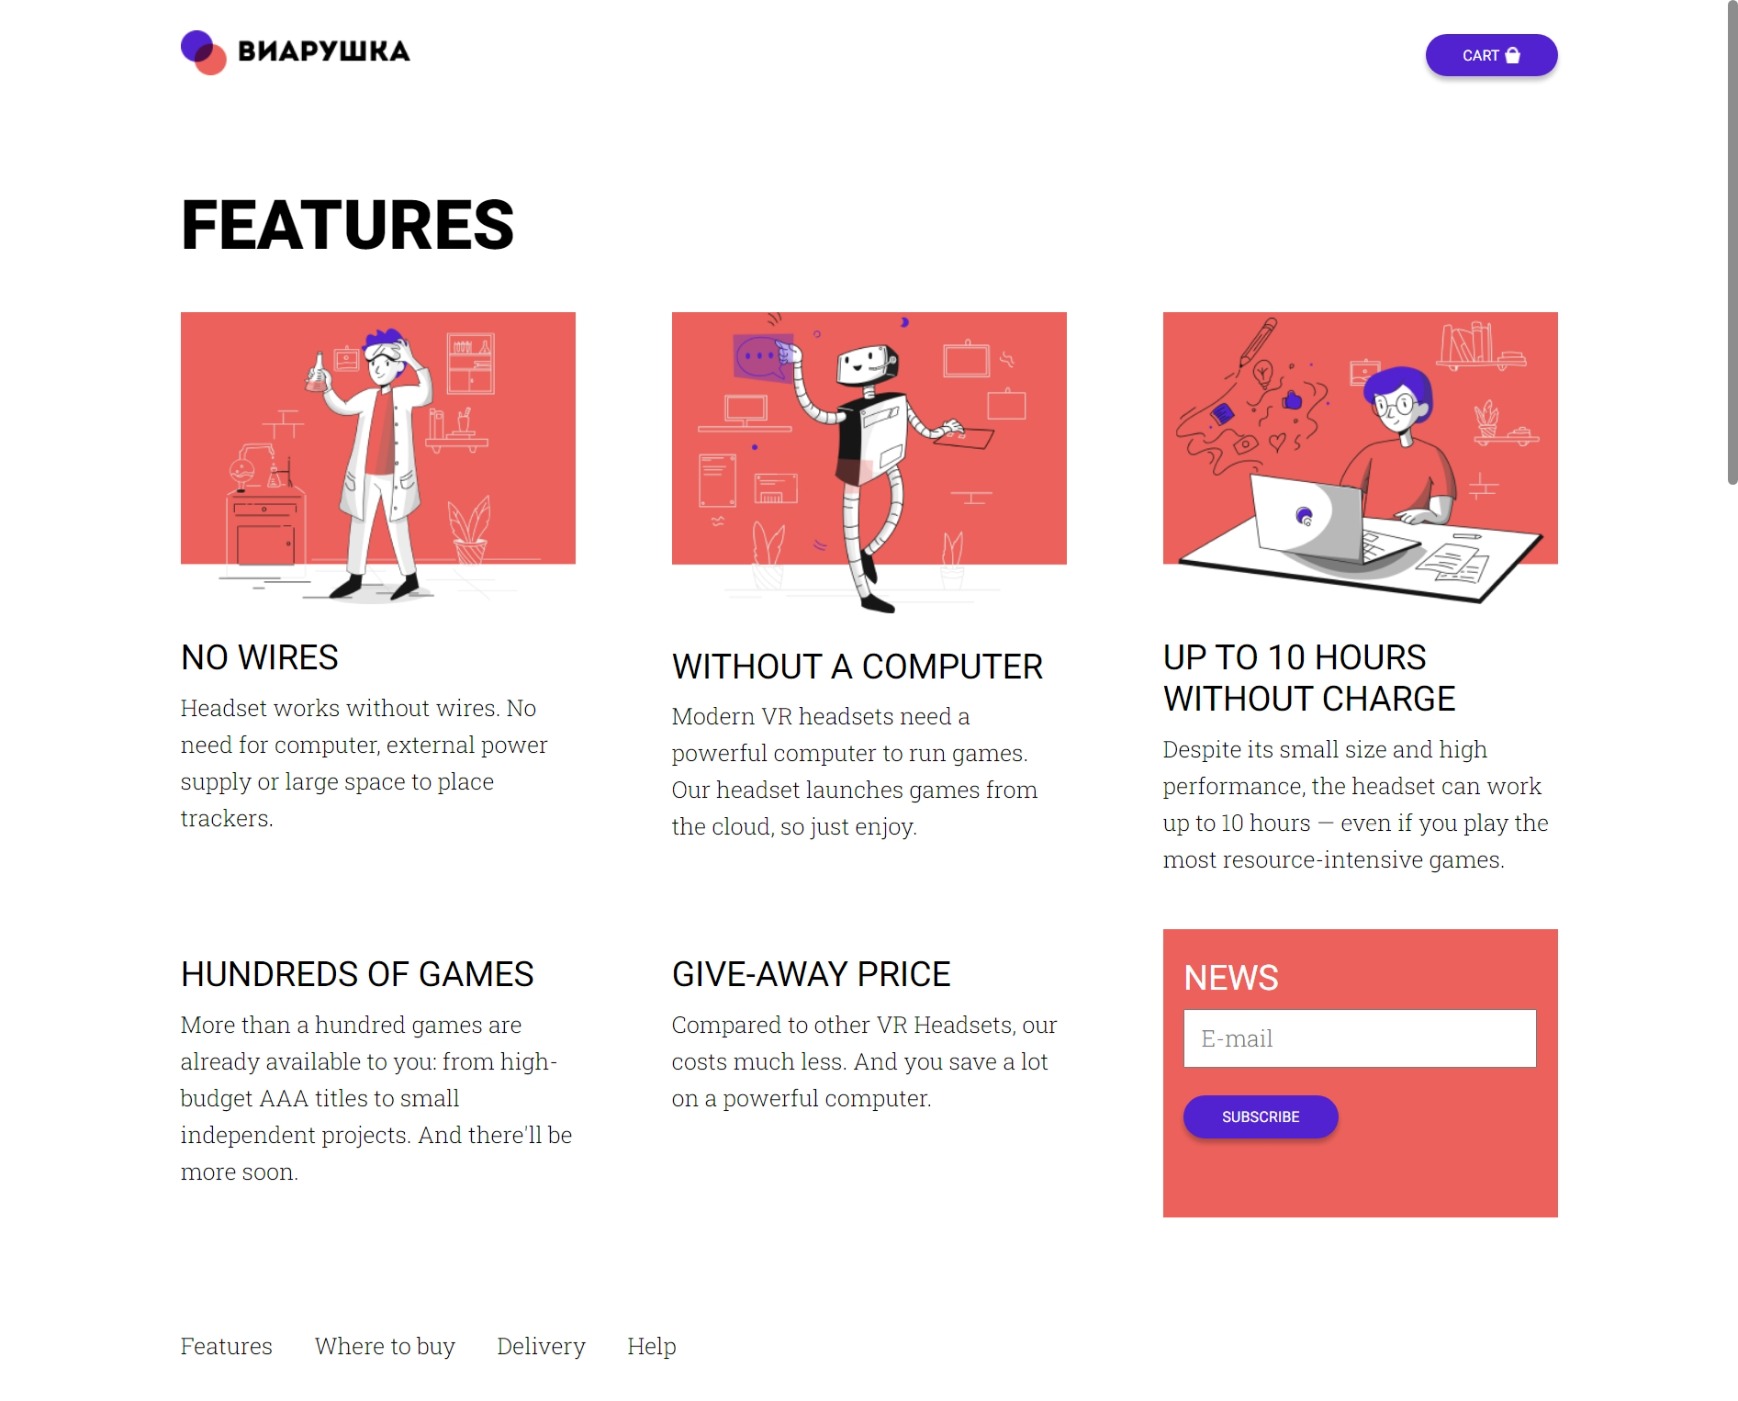 ВИАРУШКА
CART
FEATURES
NO WIRES
Headset works without wires. No
need for computer, external power
supply or large space to place
trackers.
WITHOUT A COMPUTER
Modern VR headsets need a
powerful computer to run games.
Our headset launches games from
the cloud, so just enjoy.
UP TO 10 HOURS
WITHOUT CHARGE
Despite its small size and high
performance, the headset can work
up to 10 hours — even if you play the
most resource-intensive games.
HUNDREDS OF GAMES
More than a hundred games are
already available to you: from high-
budget AAA titles to small
independent projects. And there'll be
more soon.
GIVE-AWAY PRICE
Compared to other VR Headsets, our
costs much less. And you save a lot
on a powerful computer.
NEWS
E-mail
SUBSCRIBE
Features Where to buy Delivery Help